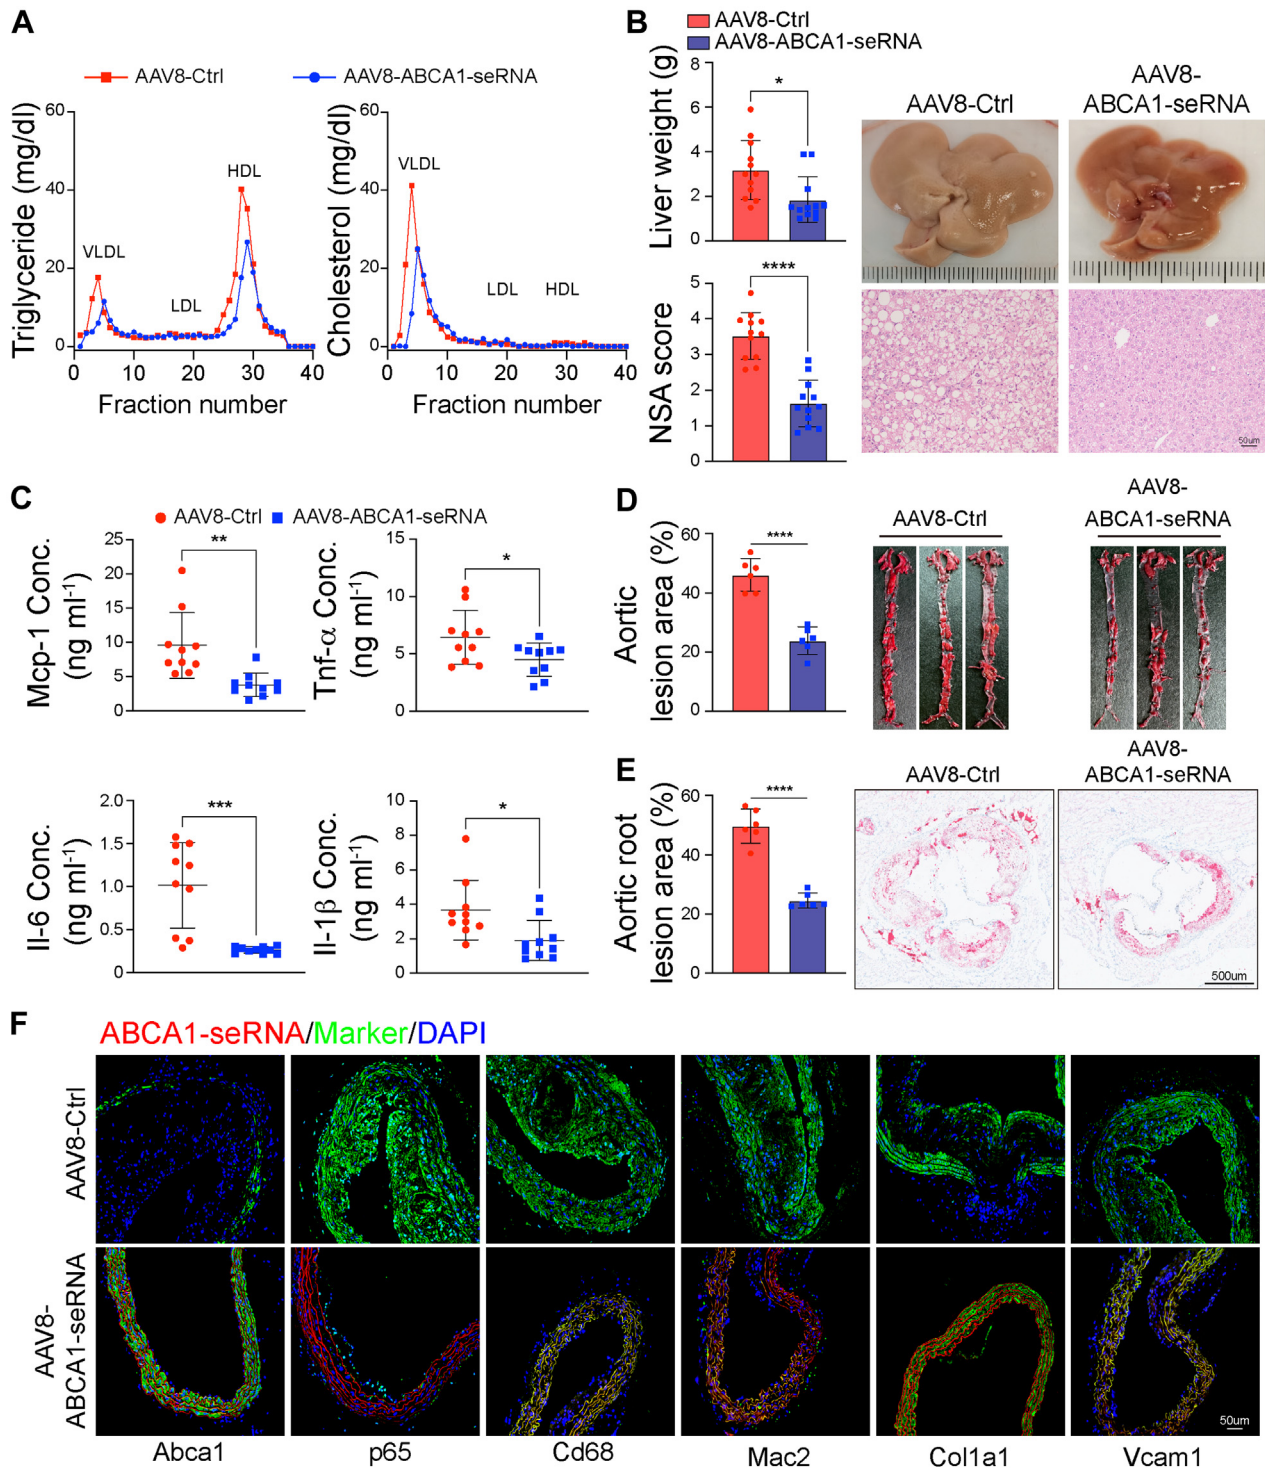 A
AAV8-Ctrl
AAV8-ABCA1-seRNA
Triglyceride (mg/dl)
60
40
20
0
VLDL
LDL
HDL
0
10
20
30
40
Fraction number
Cholesterol (mg/dl)
60
40
20
0
VLDL
LDL
HDL
0
10
20
30
40
Fraction number
B
AAV8-Ctrl
AAV8-ABCA1-seRNA
Liver weight (g)
8
6
4
2
0
*
NSA score
5
4
3
2
1
0
****
AAV8-Ctrl
AAV8-
ABCA1-seRNA
50um
C
AAV8-Ctrl
AAV8-ABCA1-seRNA
Mcp-1 Conc.
(ng ml-1)
25
20
15
10
5
0
**
Tnf-α Conc.
(ng ml-1)
15
10
5
0
*
Il-6 Conc.
(ng ml-1)
2.0
1.5
1.0
0.5
0
***
Il-1β Conc.
(ng ml-1)
10
8
6
4
2
0
*
D
Aortic
lesion area (%)
60
40
20
0
****
AAV8-Ctrl
AAV8-
ABCA1-seRNA
E
Aortic root
lesion area (%)
60
40
20
0
****
AAV8-Ctrl
AAV8-
ABCA1-seRNA
500um
F
ABCA1-seRNA/Marker/DAPI
AAV8-Ctrl
AAV8-
ABCA1-seRNA
50um
Abca1
p65
Cd68
Mac2
Col1a1
Vcam1